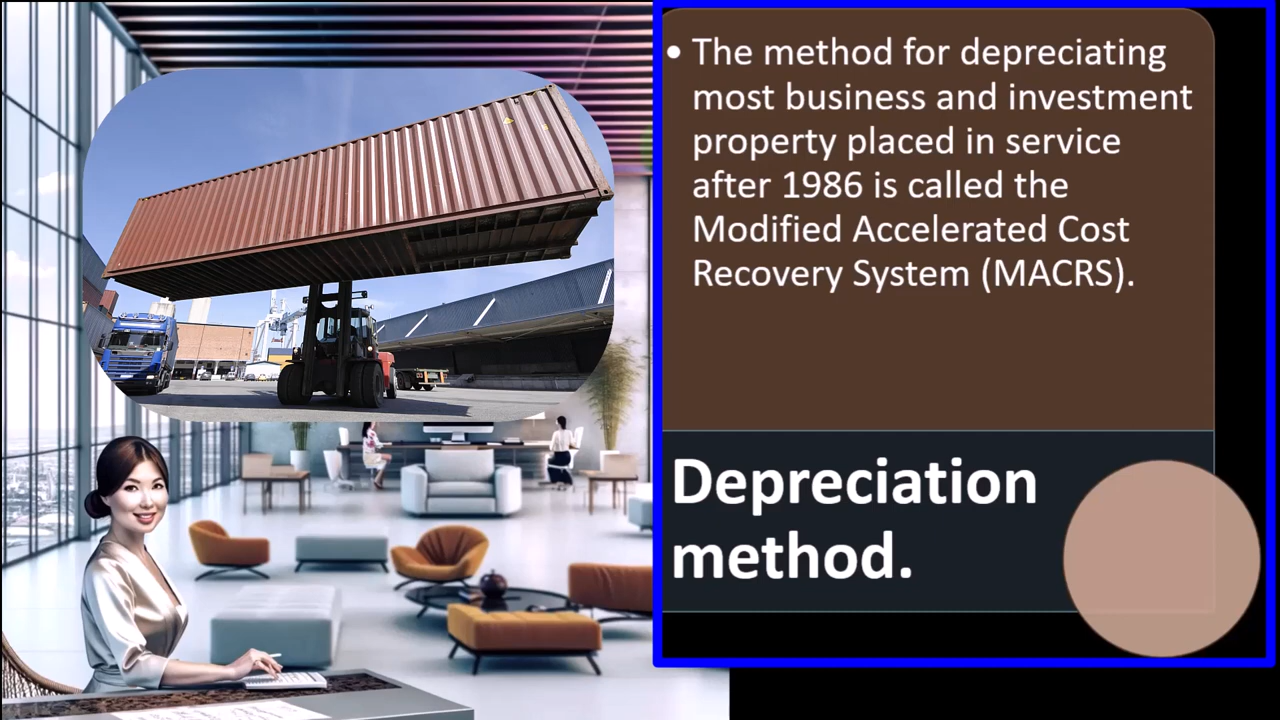 • The method for depreciating
most business and investment
property placed in service
after 1986 is called the
Modified Accelerated Cost
Recovery System (MACRS).
Depreciation
method.